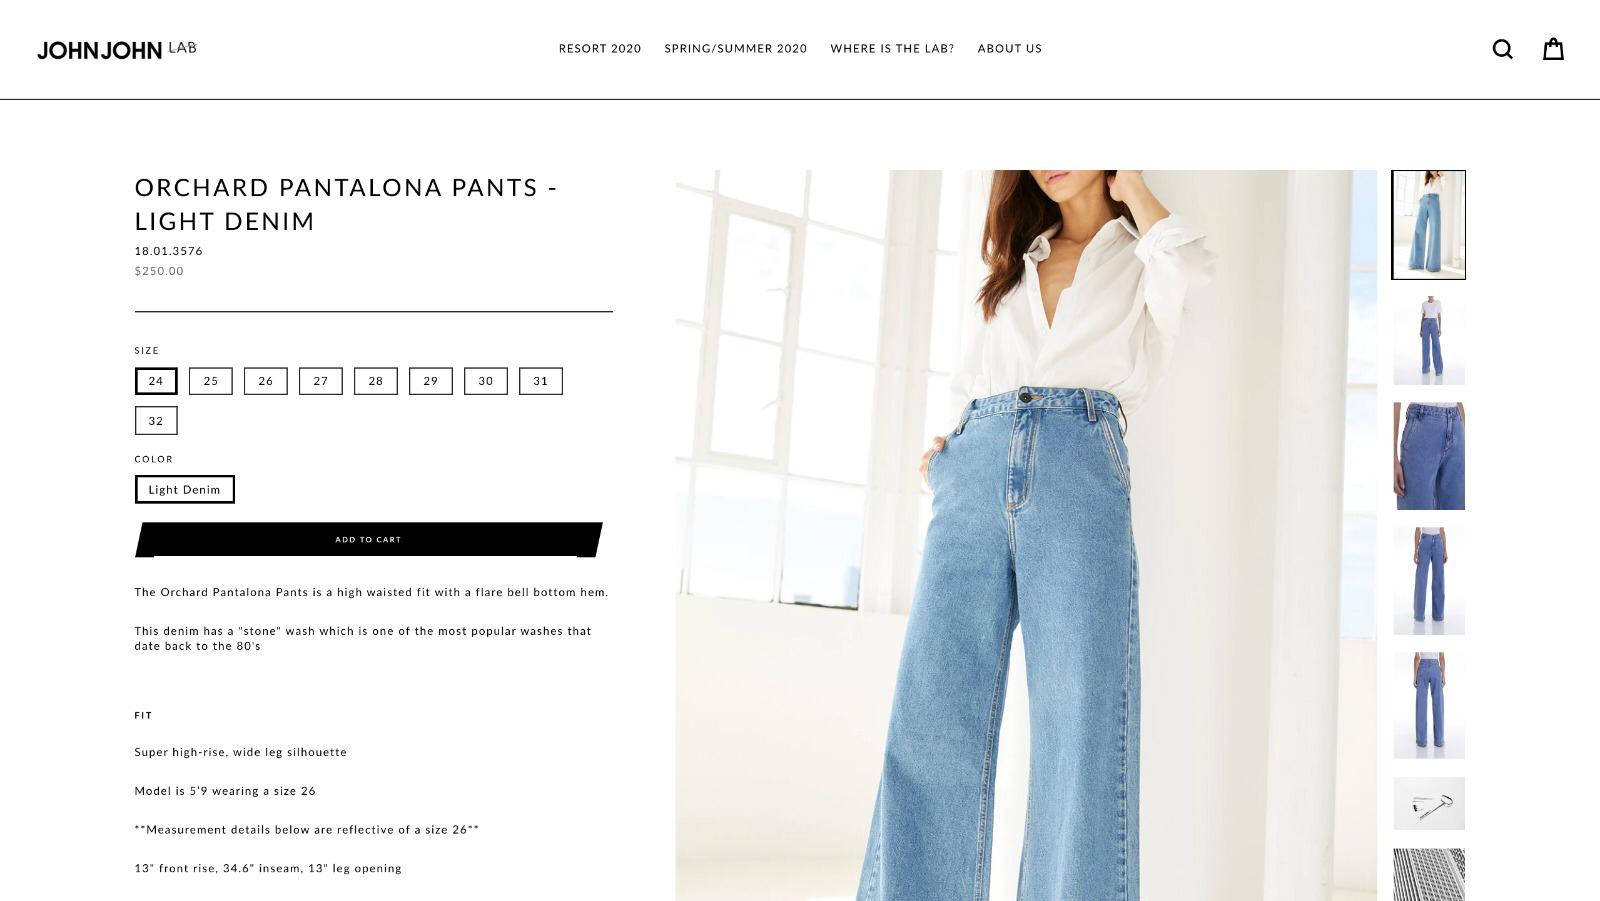 JOHNJOHN LAB
RESORT 2020
SPRING/SUMMER 2020
WHERE IS THE LAB?
ABOUT US
ORCHARD PANTALONA PANTS -
LIGHT DENIM
18.01.3576
$250.00
SIZE
24 25 26 27 28 29 30 31
32
COLOR
Light Denim
ADD TO CART
The Orchard Pantalona Pants is a high waisted fit with a flare bell bottom hem.
This denim has a "stone" wash which is one of the most popular washes that
date back to the 80's
FIT
Super high-rise, wide leg silhouette
Model is 5'9 wearing a size 26
**Measurement details below are reflective of a size 26**
13" front rise, 34.6" inseam, 13" leg opening